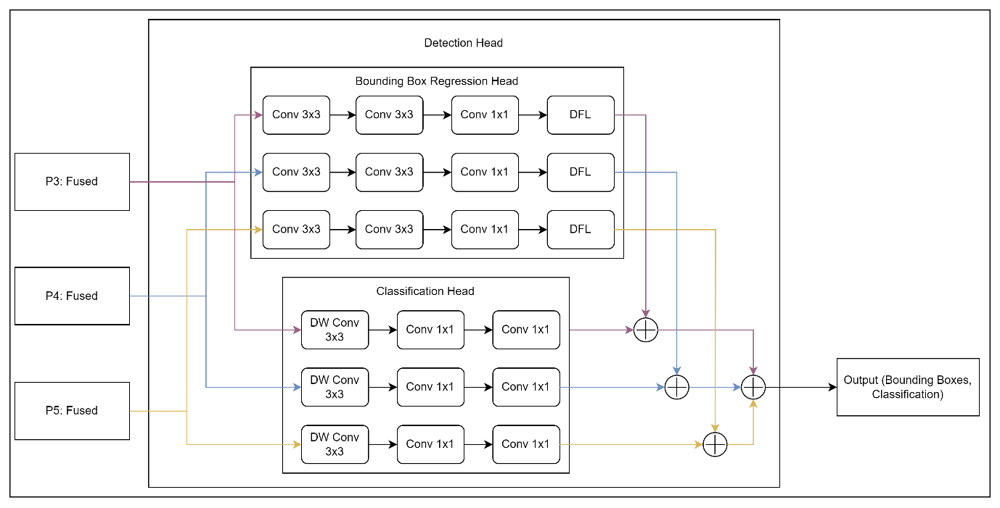 Detection Head
Bounding Box Regression Head
Conv 3x3
Conv 3x3
Conv 1x1
DFL
P3: Fused
Conv 3x3
Conv 3x3
Conv 1x1
DFL
Conv 3x3
Conv 3x3
Conv 1x1
DFL
P4: Fused
Classification Head
DW Conv
3x3
Conv 1x1
Conv 1x1
DW Conv
3x3
Conv 1x1
Conv 1x1
Output (Bounding Boxes,
Classification)
P5: Fused
DW Conv
3x3
Conv 1x1
Conv 1x1